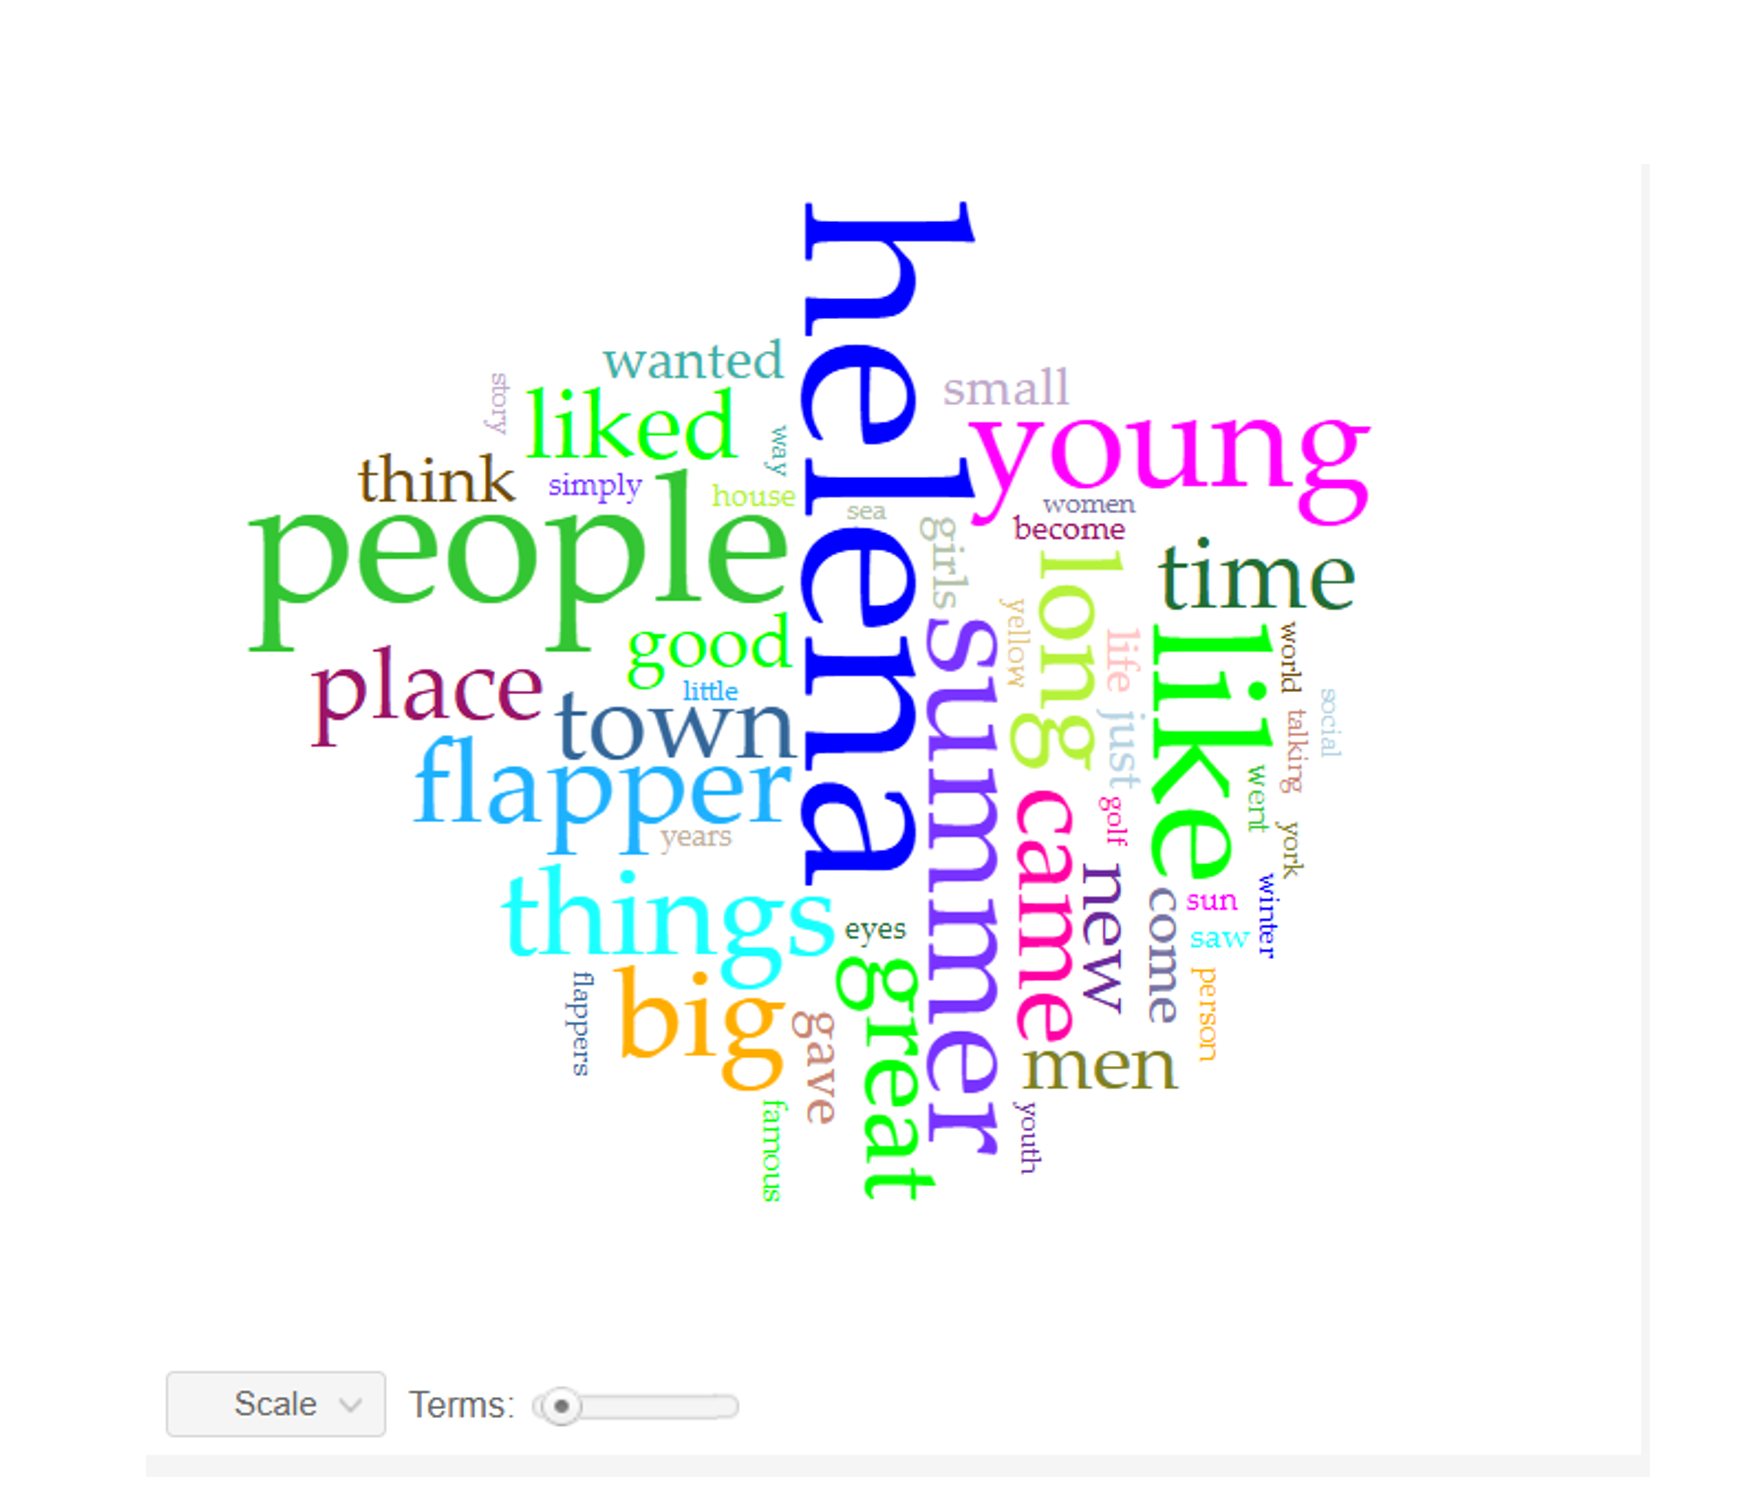 helena
wanted
small
story
liked
young
way
think
simply
house
women
sea
people
become
girls
long
time
yellow
good
summer
like
life
world
place
little
town
just
social
talking
flapper
went
years
came
golf
york
things
new
eyes
come
sun
winter
saw
great
big
flappers
person
gave
men
famous
youth
Scale
Terms: